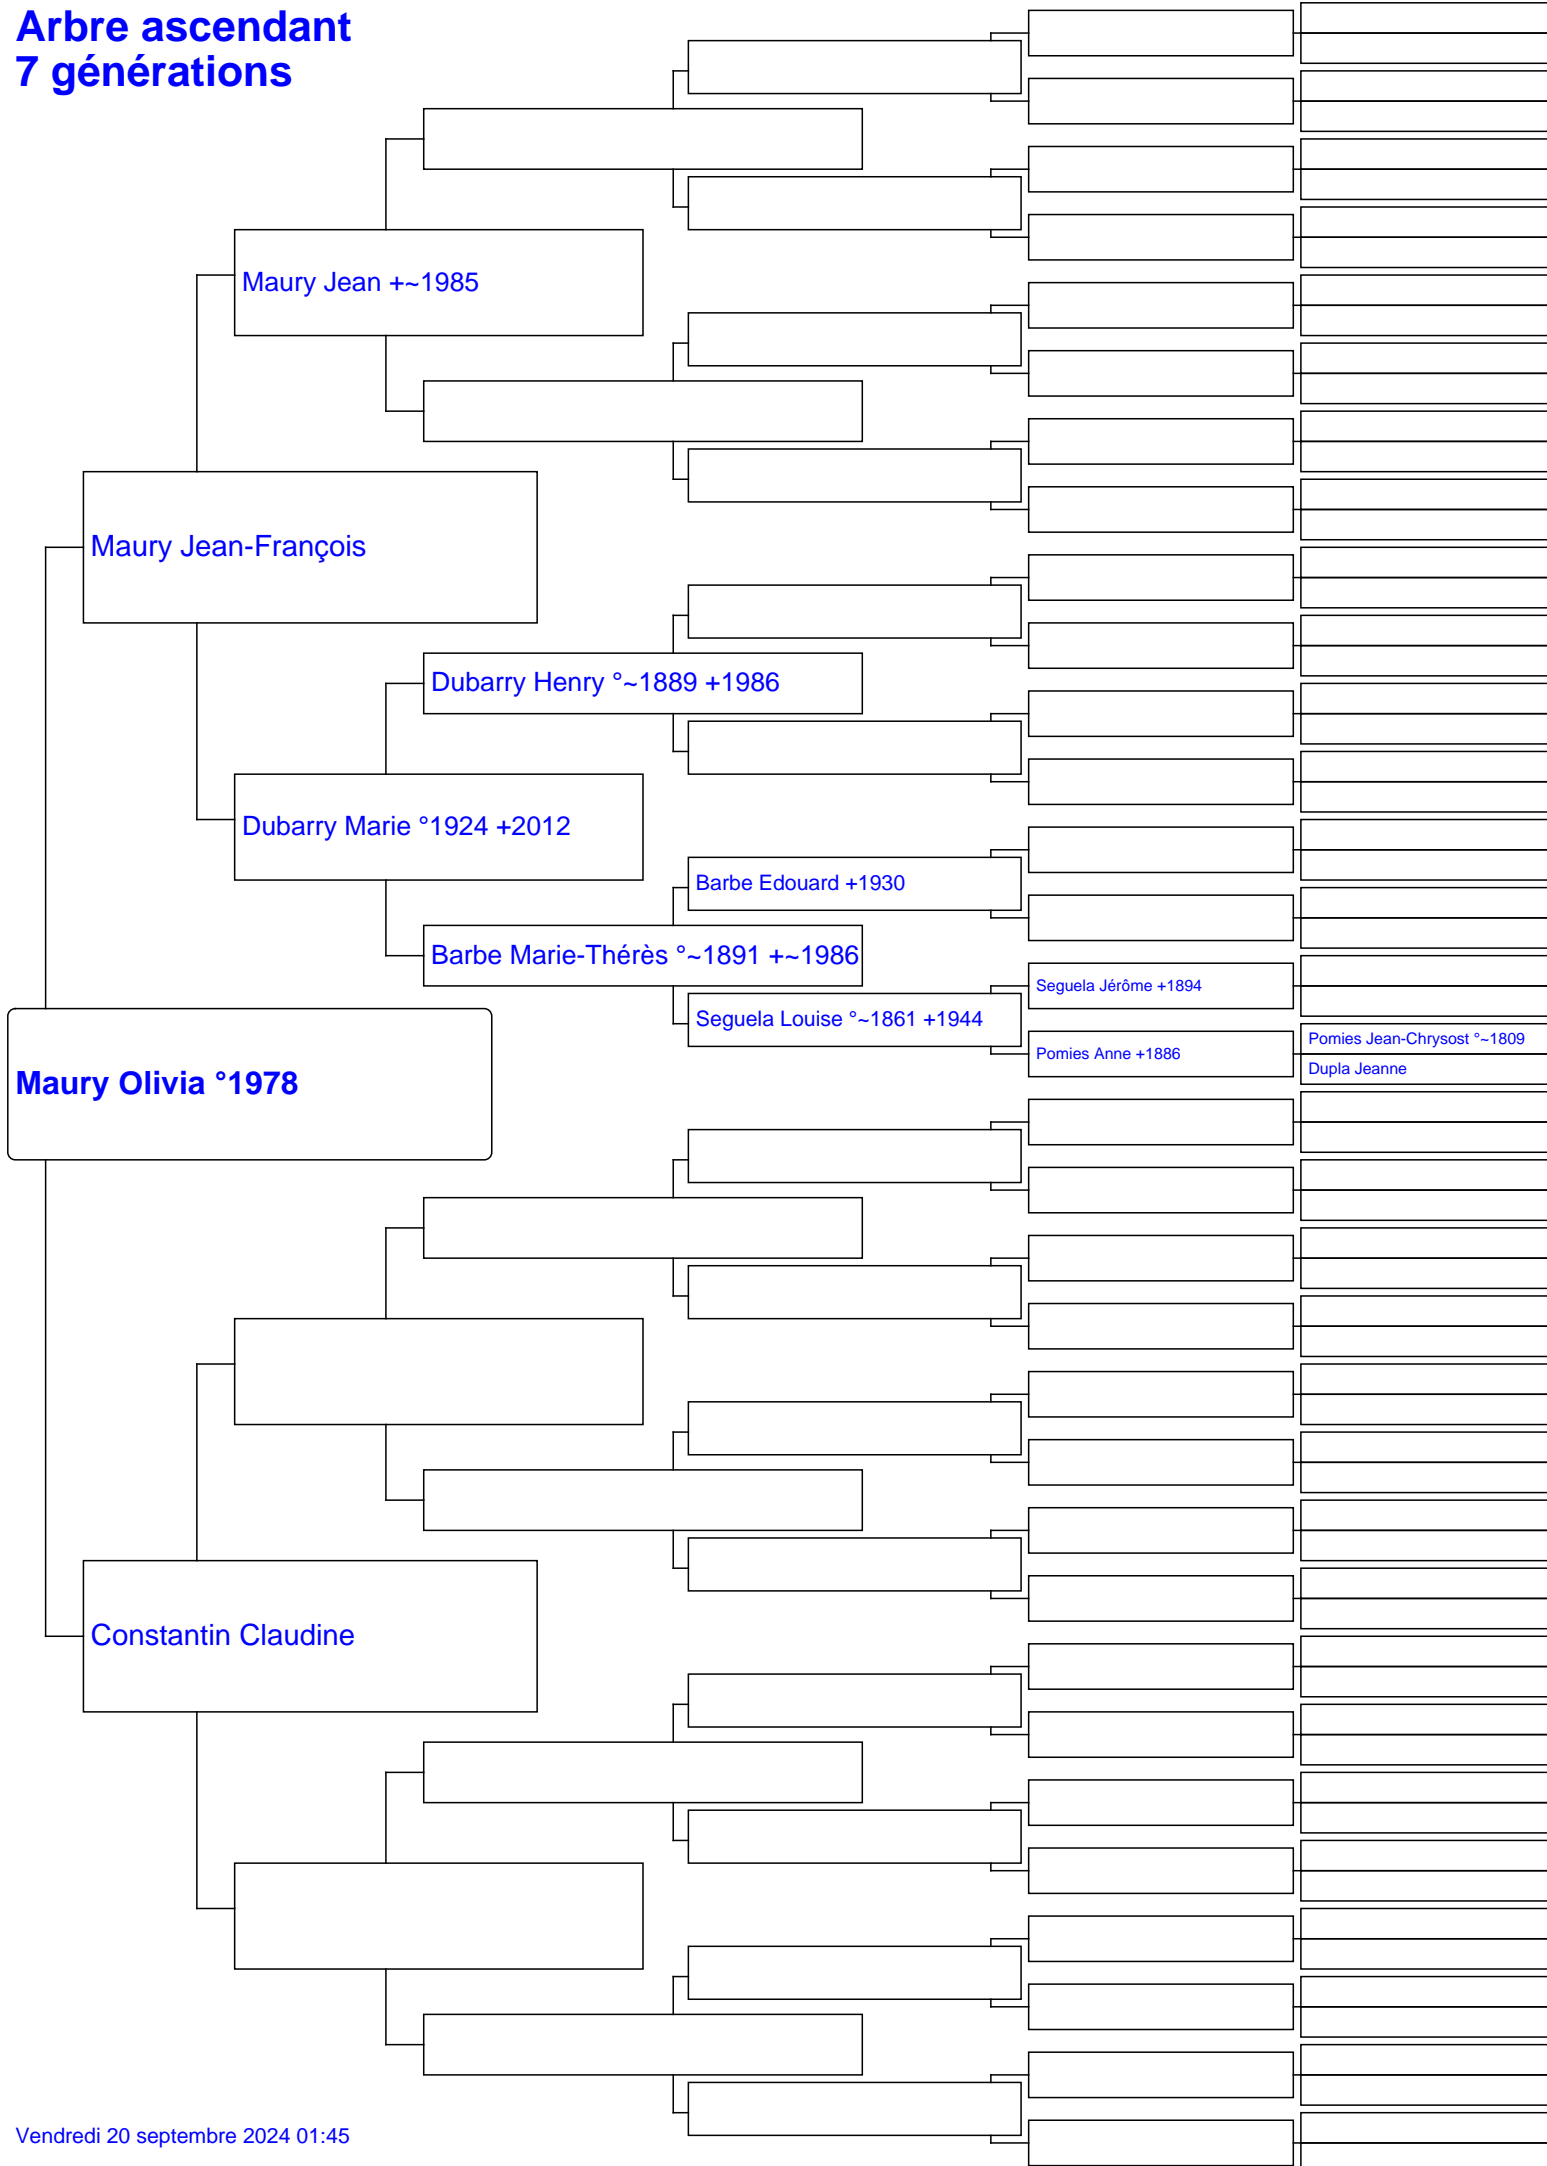 Arbre ascendant
7 générations
Maury Jean +~1985
Maury Jean-François
Dubarry Henry °~1889 +1986
Dubarry Marie °1924 +2012
Barbe Edouard +1930
Barbe Marie-Thérès °~1891 +~1986
Seguela Jérôme +1894
Seguela Louise °~1861 +1944
Pomies Jean-Chrysost °~1809
Pomies Anne +1886
Dupla Jeanne
Maury Olivia °1978
Constantin Claudine
Vendredi 20 septembre 2024 01:45